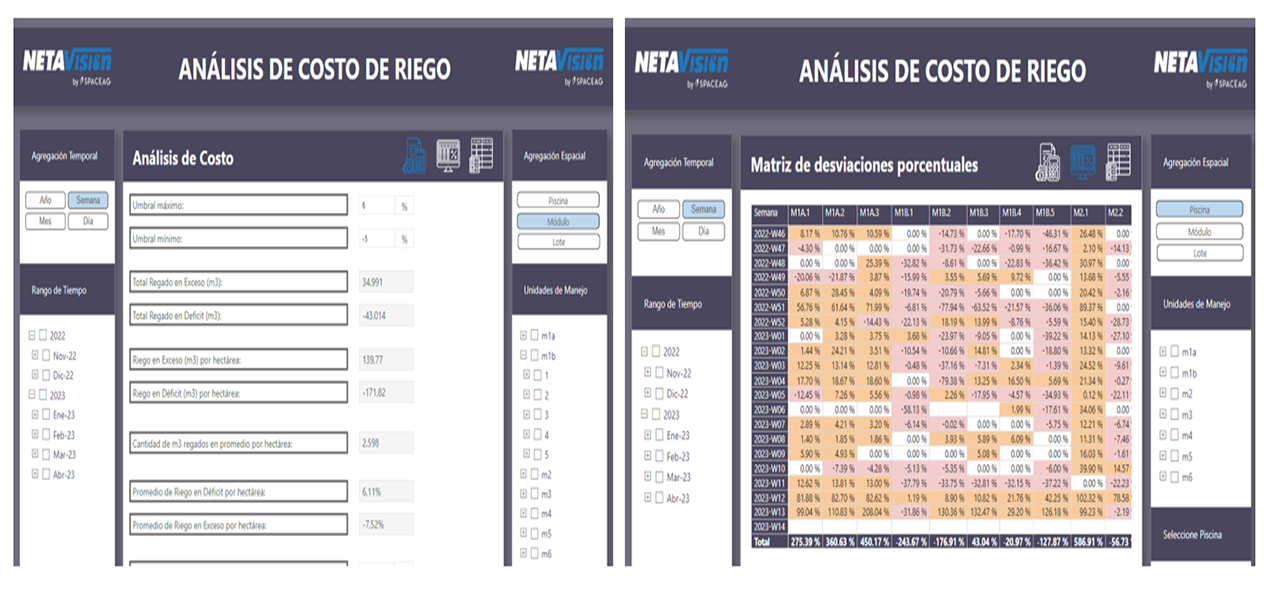 NETAVisión
by SPACEAG
ANÁLISIS DE COSTO DE RIEGO
NETAVisión
by SPACEAG
Agregación Temporal
Año Semana
Mes Día
Rango de Tiempo
2022
Nov-22
Dic-22
2023
Ene-23
Feb-23
Mar-23
Abr-23
Análisis de Costo
Umbral máximo: %
Umbral mínimo: %
Total Regado en Exceso (m3): 34.991
Total Regado en Deficit (m3): -43.014
Riego en Exceso (m3) por hectárea: 139,77
Riego en Déficit (m3) por hectárea: -171,82
Cantidad de m3 regados en promedio por hectárea: 2.598
Promedio de Riego en Déficit por hectárea: 6,11%
Promedio de Riego en Exceso por hectárea: -7.52%
Agregación Espacial
Piscina
Módulo
Lote
Unidades de Manejo
m1a
m1b
1
2
3
4
5
m2
m3
m4
m5
m6
NETAVisión
by SPACEAG
ANÁLISIS DE COSTO DE RIEGO
NETAVisión
by SPACEAG
Agregación Temporal
Año Semana
Mes Día
Rango de Tiempo
2022
Nov-22
Dic-22
2023
Ene-23
Feb-23
Mar-23
Abr-23
Matriz de desviaciones porcentuales
Semana M1A.1 M1A.2 M1A.3 M1B.1 M1B.2 M1B.3 M1B.4 M1B.5 M2.1 M2.2
2022-W46 8.17 % 10.76 % 10.59 % 0.00 % -14.73 % 0.00 % -17.70 % -46.31 % 26.48 % 0.00
2022-W47 -4.30 % 0.00 % 0.00 % 0.00 % -31.73 % -22.66 % -0.99 % -16.67 % 2.10 % -14.13
2022-W48 0.00 % 0.00 % 25.39 % -32.82 % -8.61 % 0.00 % -22.83 % -36.42 % 30.97 % 0.00
2022-W49 -20.06 % -21.87 % 3.87 % -15.99 % 3.55 % 5.69 % 9.72 % 0.00 % 13.68 % -5.55
2022-W50 6.87 % 28.45 % 4.09 % -19.74 % -20.79 % -5.66 % 0.00 % 0.00 % 20.42 % -2.16
2022-W51 56.76 % 61.64 % 71.99 % -6.81 % -77.94 % -63.52 % -21.57 % -36.06 % 89.37 % 0.00
2022-W52 5.28 % 4.15 % -14.43 % -22.13 % 18.19 % 13.99 % -8.76 % -5.59 % 15.40 % -28.73
2023-W01 0.00 % 3.28 % 3.75 % 3.68 % -23.97 % -9.05 % 0.00 % -39.22 % 14.13 % -27.10
2023-W02 1.44 % 24.21 % 3.51 % -10.54 % -10.66 % 14.81 % 0.00 % -18.80 % 13.32 % 0.00
2023-W03 12.25 % 13.14 % 12.81 % -0.48 % -37.16 % -7.31 % 2.34 % -1.39 % 24.52 % -9.61
2023-W04 17.70 % 18.67 % 18.60 % 0.00 % -79.38 % 13.25 % 16.50 % 5.69 % 21.34 % -0.27
2023-W05 -12.45 % 7.26 % 5.56 % -0.98 % 2.26 % -17.95 % -4.57 % -34.93 % 0.12 % -22.11
2023-W06 0.00 % 0.00 % 0.00 % -58.13 % 1.99 % -17.61 % 34.06 % 0.00
2023-W07 2.89 % 4.21 % 3.20 % -6.14 % -0.02 % 0.00 % 0.00 % -5.75 % 12.21 % -6.74
2023-W08 1.40 % 1.85 % 1.86 % 0.00 % 3.93 % 5.89 % 6.09 % 0.00 % 11.31 % -7.46
2023-W09 5.90 % 4.93 % 0.00 % 0.00 % 0.00 % 5.08 % 0.00 % 0.00 % 16.03 % -1.61
2023-W10 0.00 % -7.39 % -4.28 % -5.13 % -5.35 % 0.00 % 0.00 % -6.00 % 39.90 % 14.57
2023-W11 12.62 % 13.81 % 13.00 % -37.79 % -33.75 % -32.81 % -32.15 % -37.22 % 0.00 % -22.23
2023-W12 81.88 % 82.70 % 82.62 % 1.19 % 8.90 % 10.82 % 21.76 % 42.25 % 102.32 % 78.58
2023-W13 99.04 % 110.83 % 208.04 % -31.86 % 130.36 % 132.47 % 29.20 % 126.18 % 99.23 % -2.19
2023-W14
Total 275.39 % 360.63 % 450.17 % -243.67 % -176.91 % 43.04 % -20.97 % -127.87 % 586.91 % -56.73
Agregación Espacial
Piscina
Módulo
Lote
Unidades de Manejo
m1a
m1b
m2
m3
m4
m5
m6
Seleccione Piscina